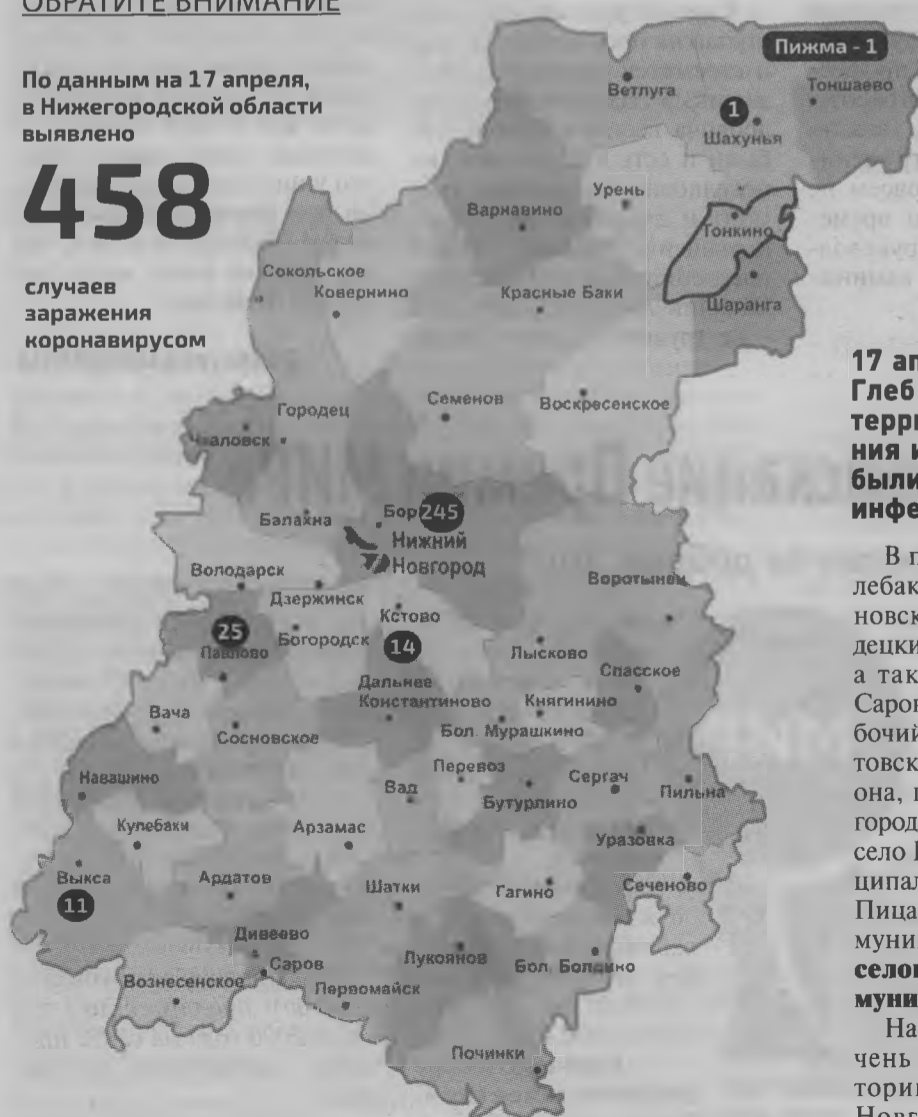 ОБРАТИТЕ ВНИМАНИЕ
По данным на 17 апреля,
в Нижегородской области
выявлено
458
случаев
заражения
коронавирусом
Пижма - 1
Ветлуга
Тоншаево
1
Шахунья
Урень
Варнавино
Тонкино
Сокольское
Ковернино
Красные Баки
Шаранга
Семенов
Воскресенское
Городец
Чкаловск
Бор 245
Балахна
Нижний
Новгород
Володарск
Воротынец
Дзержинск
Кстово
25
Богородск
14
Павлово
Лысково
Спасское
Дальнее
Константиново
Княгинино
Вача
Бол. Мурашкино
Сосновское
Перевоз
Навашино
Вад
Сергач
Бутурлино
Пильна
Кулебаки
Арзамас
Уразовка
Выкса
Ардатов
Шатки
Гагино
Сеченово
11
Дивеево
Лукоянов
Бол. Болдино
Саров
Вознесенское
Первомайск
Починки
17 ап
Глеб
терри
ния и
были
инфе
В п
лебак
новск
децки
а так
Саров
бочий
товск
она, 
город
село
ципал
Пица
муни
селог
муни
На
чень
тори
Новг